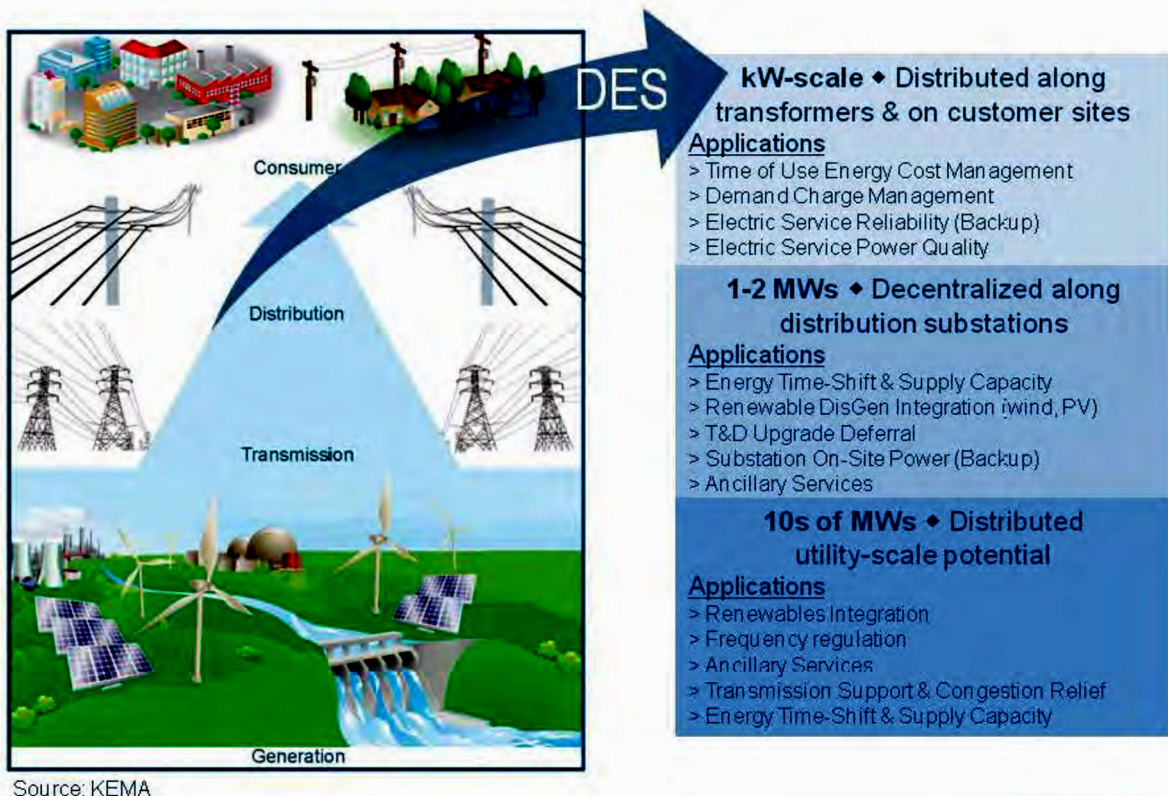 DES
Consumer
Distribution
Transmission
Generation
Source: KEMA
kW-scale ◆ Distributed along
transformers & on customer sites
Applications
> Time of Use Energy Cost Management
> Demand Charge Management
> Electric Service Reliability (Backup)
> Electric Service Power Quality
1-2 MWs ◆ Decentralized along
distribution substations
Applications
> Energy Time-Shift & Supply Capacity
> Renewable DisGen Integration (wind, PV)
> T&D Upgrade Deferral
> Substation On-Site Power (Backup)
> Ancillary Services
10s of MWs ◆ Distributed
utility-scale potential
Applications
> Renewables Integration
> Frequency regulation
> Ancillary Services
> Transmission Support & Congestion Relief
> Energy Time-Shift & Supply Capacity